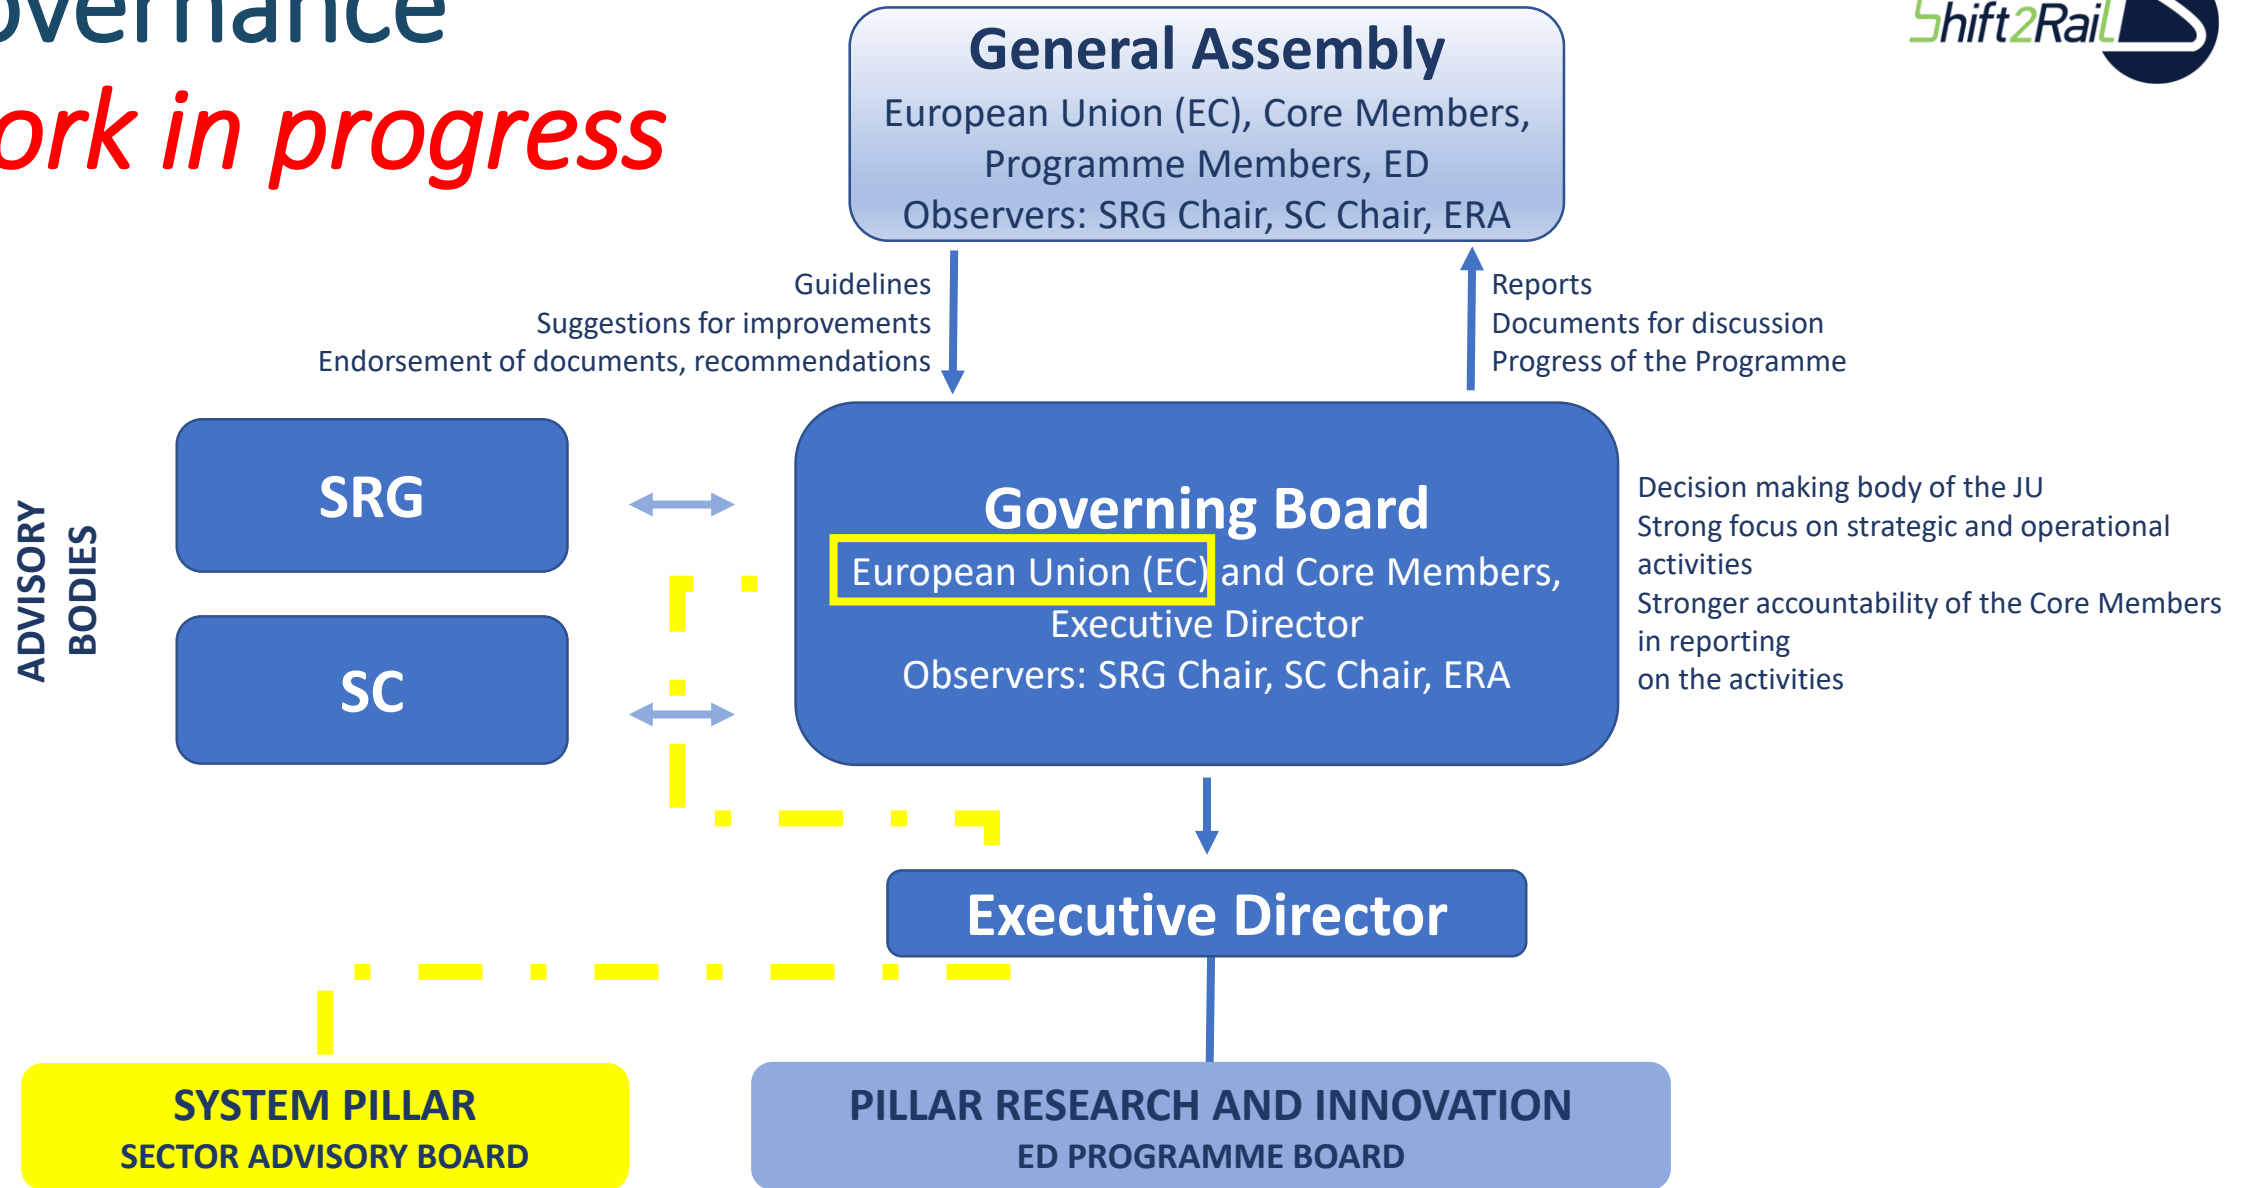 overnance
ork in progress
Shift2Rail
General Assembly
European Union (EC), Core Members,
Programme Members, ED
Observers: SRG Chair, SC Chair, ERA
Guidelines
Suggestions for improvements
Endorsement of documents, recommendations
Reports
Documents for discussion
Progress of the Programme
ADVISORY
BODIES
SRG
SC
Governing Board
European Union (EC) and Core Members,
Executive Director
Observers: SRG Chair, SC Chair, ERA
Decision making body of the JU
Strong focus on strategic and operational
activities
Stronger accountability of the Core Members
in reporting
on the activities
Executive Director
SYSTEM PILLAR
SECTOR ADVISORY BOARD
PILLAR RESEARCH AND INNOVATION
ED PROGRAMME BOARD